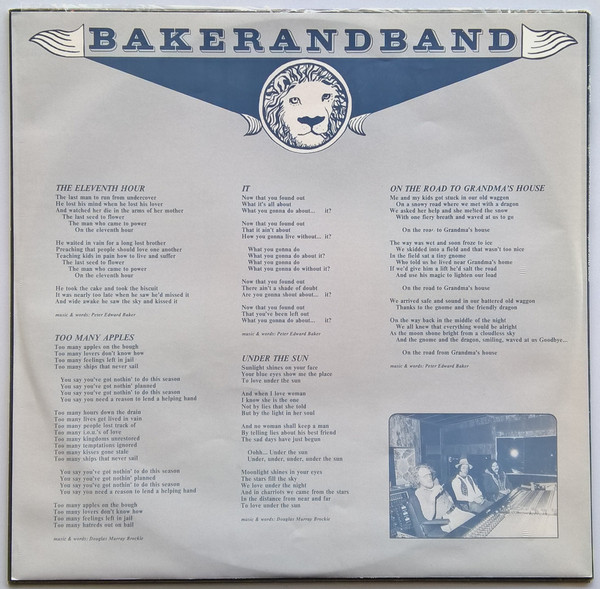 BAKERANDBAND
THE ELEVENTH HOUR
The last man to run from undercover
He lost his mind when he lost his lover
And watched her die in the arms of her mother
The last seed to flower
The man who came to power
On the eleventh hour
He waited in vain for a long lost brother
Preaching that people should love one another
Teaching kids in pain how to live and suffer
The last seed to flower
The man who came to power
On the eleventh hour
He took the cake and took the biscuit
It was nearly too late when he saw he'd missed it
And wide awake he saw the sky and kissed it
music & words: Peter Edward Baker
TOO MANY APPLES
Too many apples on the bough
Too many lovers don't know how
Too many feelings left in jail
Too many ships that never sail
You say you've got nothin' to do this season
You say you've got nothin' planned
You say you've got nothin' to do this season
You say you need a reason to lend a helping hand
Too many hours down the drain
Too many lives get lived in vain
Too many people lost track of
Too many i.o.u.'s of love
Too many kingdoms unrestored
Too many temptations ignored
Too many kisses gone stale
Too many ships that never sail
You say you've got nothin' to do this season
You say you've got nothin' planned
You say you've got nothin' to do this season
You say you need a reason to lend a helping hand
Too many apples on the bough
Too many lovers don't know how
Too many feelings left in jail
Too many hatreds out on bail
music & words: Douglas Murray Brockie
IT
Now that you found out
What it's all about
What you gonna do about... it?
Now that you found out
That it ain't about
How you gonna live without... it?
What you gonna do
What you gonna do about it?
What you gonna do
What you gonna do without it?
Now that you found out
There ain't a shade of doubt
Are you gonna shout about... it?
Now that you found out
That you've been left out
What you gonna do about... it?
music & words: Peter Edward Baker
UNDER THE SUN
Sunlight shines on your face
Your blue eyes show me the place
To love under the sun
And when I love woman
I know she is the one
Not by lies that she told
But by the light in her soul
And no woman shall keep a man
By telling lies about his best friend
The sad days have just begun
Oohh... Under the sun
Under, under, under, under the sun
Moonlight shines in your eyes
The stars fill the sky
We love under the night
And in chariots we came from the stars
In the distance from near and far
To love under the sun
music & words: Douglas Murray Brockie
ON THE ROAD TO GRANDMA'S HOUSE
Me and my kids got stuck in our old waggon
On a snowy road where we met with a dragon
We asked her help and she melted the snow
With one fiery breath and waved at us to go
On the to Grandma's house
The way was wet and soon froze to ice
We skidded into a field and that wasn't too nice
In the field sat a tiny gnome
Who told us he lived near Grandma's home
If we'd give him a lift he'd salt the road
And use his magic to lighten our load
On the road to Grandma's house
We arrived safe and sound in our battered old waggon
Thanks to the gnome and the friendly dragon
On the way back in the middle of the night
We all knew that everything would be alright
As the moon shone bright from a cloudless sky
And the gnome and the dragon, smiling, waved at us Goodbye...
On the road from Grandma's house
music & words: Peter Edward Baker